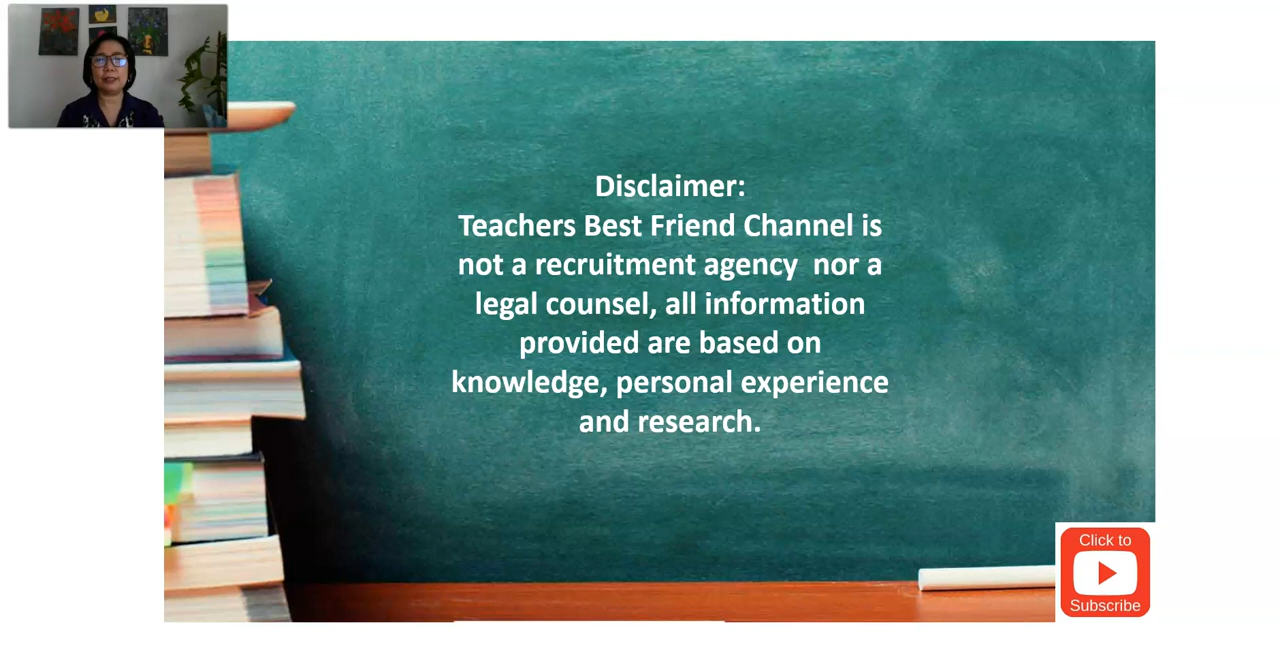 Disclaimer:
Teachers Best Friend Channel is
not a recruitment agency  nor a
legal counsel, all information
provided are based on
knowledge, personal experience
and research.
Click to
Subscribe